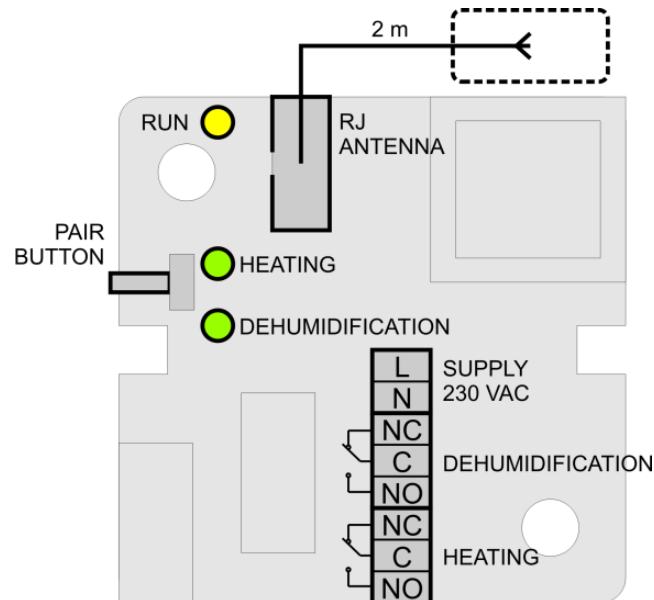 2 m
RUN
RJ
ANTENNA
PAIR
BUTTON
HEATING
DEHUMIDIFICATION
L
N
SUPPLY
230 VAC
NC
C
NO
DEHUMIDIFICATION
NC
C
NO
HEATING